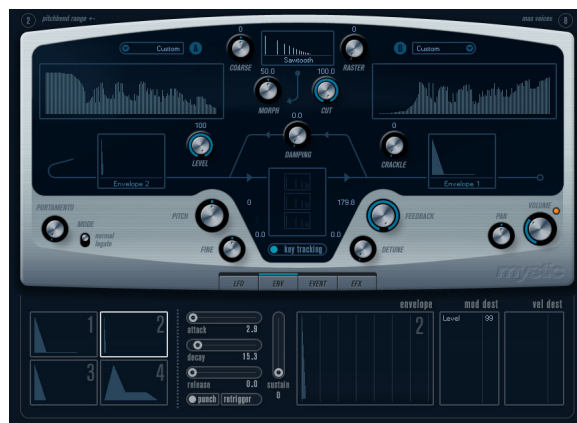 2 pitchbend range +- max voices 8
0 0
Custom A B Custom
COARSE Sawtooth RASTER
50.0 100.0
MORPH CUT
100 0.0 0
LEVEL DAMPING CRACKLE
Envelope 2 Envelope 1
PORTAMENTO PITCH 0 179.8 FEEDBACK PAN VOLUME
MODE
normal
legato
FINE 0.0 0.0 DETUNE
key tracking
mystic
LFO ENV EVENT EFX
envelope mod dest vel dest
1 2 2 Level 99
attack 2.9
decay 15.3
3 4
release 0.0 sustain
punch retrigger 0